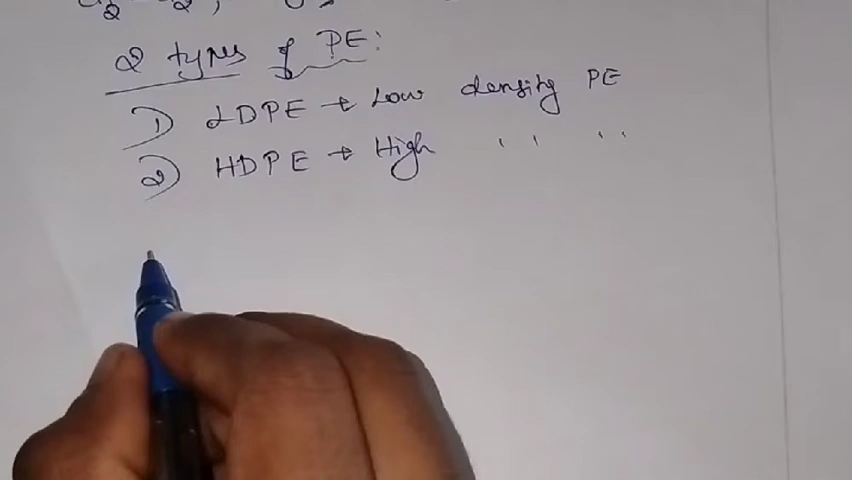 2 types of PE:
1) LDPE → Low density PE
2) HDPE → High " "